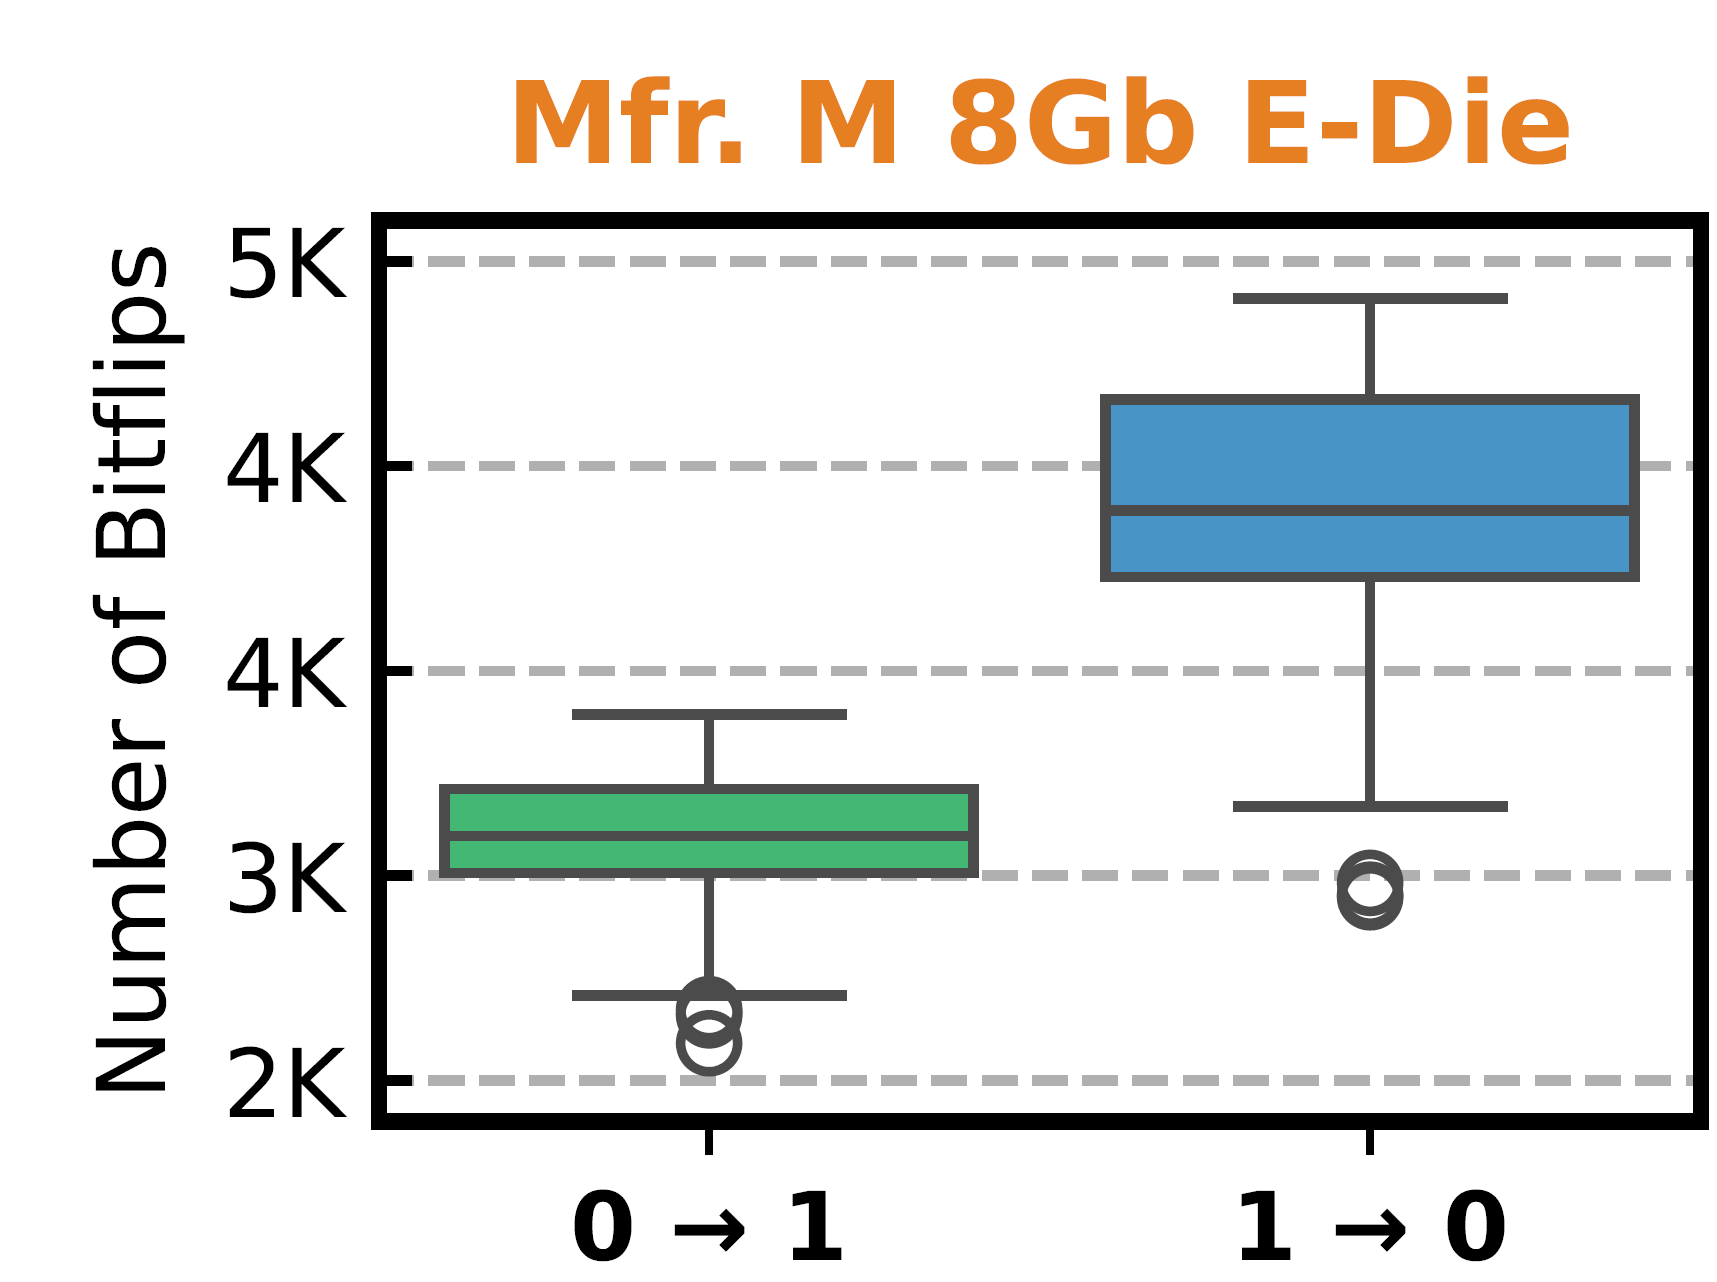 Mfr. M 8Gb E-Die
Number of Bitflips
5K
4K
4K
3K
2K
0 → 1
1 → 0